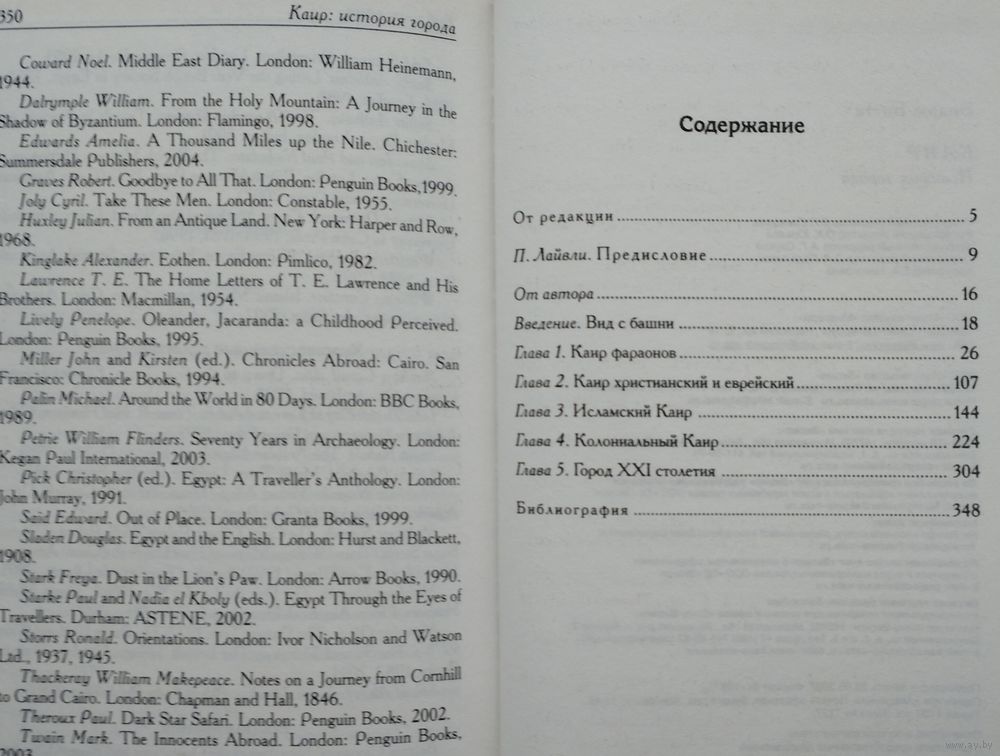 350
Каир: история города
Coward Noel. Middle East Diary. London: William Heinemann,
1944.
Dalrymple William. From the Holy Mountain: A Journey in the
Shadow of Byzantium. London: Flamingo, 1998.
Edwards Amelia. A Thousand Miles up the Nile. Chichester:
Summersdale Publishers, 2004.
Graves Robert. Goodbye to All That. London: Penguin Books,1999.
Joly Cyril. Take These Men. London: Constable, 1955.
Huxley Julian. From an Antique Land. New York: Harper and Row,
1968.
Kinglake Alexander. Eothen. London: Pimlico, 1982.
Lawrence T. E. The Home Letters of T. E. Lawrence and His
Brothers. London: Macmillan, 1954.
Lively Penelope. Oleander, Jacaranda: a Childhood Perceived.
London: Penguin Books, 1995.
Miller John and Kirsten (ed.). Chronicles Abroad: Cairo. San
Francisco: Chronicle Books, 1994.
Palin Michael. Around the World in 80 Days. London: BBC Books,
1989.
Petrie William Flinders. Seventy Years in Archaeology. London:
Kegan Paul International, 2003.
Pick Christopher (ed.). Egypt: A Traveller's Anthology. London:
John Murray, 1991.
Said Edward. Out of Place. London: Granta Books, 1999.
Sladen Douglas. Egypt and the English. London: Hurst and Blackett,
1908.
Stark Freya. Dust in the Lion's Paw. London: Arrow Books, 1990.
Starke Paul and Nadia el Kholy (eds.). Egypt Through the Eyes of
Travellers. Durham: ASTENE, 2002.
Storrs Ronald. Orientations. London: Ivor Nicholson and Watson
Ltd., 1937, 1945.
Thackeray William Makepeace. Notes on a Journey from Cornhill
to Grand Cairo. London: Chapman and Hall, 1846.
Theroux Paul. Dark Star Safari. London: Penguin Books, 2002.
Twain Mark. The Innocents Abroad. London: Penguin Books,
2003.
Содержание
От редакции 5
П. Лайвли. Предисловие 9
От автора 16
Введение. Вид с башни 18
Глава 1. Каир фараонов 26
Глава 2. Каир христианский и еврейский 107
Глава 3. Исламский Каир 144
Глава 4. Колониальный Каир 224
Глава 5. Город XXI столетия 304
Библиография 348
www.ay.by